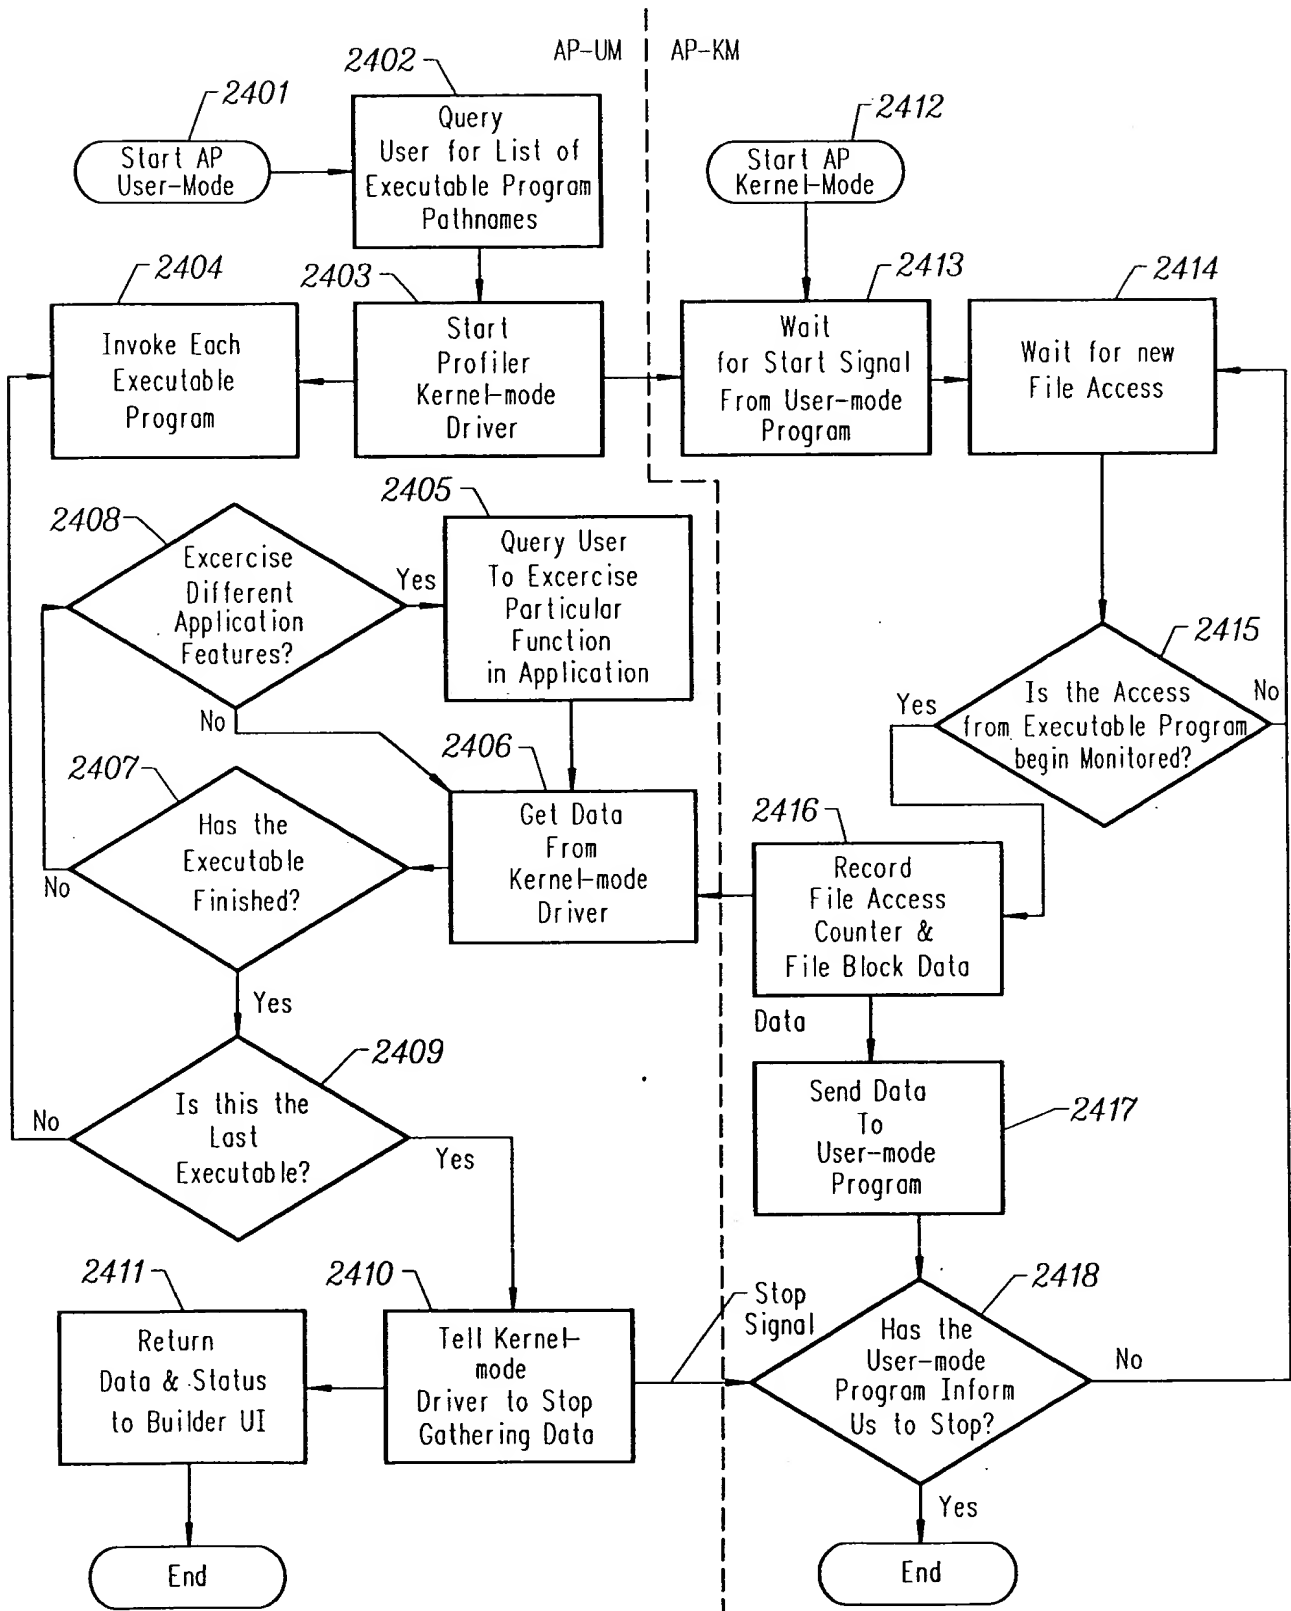 AP-UM
AP-KM
2401
Start AP
User-Mode
2402
Query
User for List of
Executable Program
Pathnames
2412
Start AP
Kernel-Mode
2404
Invoke Each
Executable
Program
2403
Start
Profiler
Kernel-mode
Driver
2413
Wait
for Start Signal
From User-mode
Program
2414
Wait for new
File Access
2408
Excercise
Different
Application
Features?
Yes
No
2405
Query User
To Excercise
Particular
Function
in Application
2415
Is the Access
from Executable Program
begin Monitored?
Yes
No
2407
Has the
Executable
Finished?
No
Yes
2406
Get Data
From
Kernel-mode
Driver
2416
Record
File Access
Counter &
File Block Data
Data
2409
Is this the
Last
Executable?
No
Yes
2417
Send Data
To
User-mode
Program
2411
Return
Data & Status
to Builder UI
2410
Tell Kernel-
mode
Driver to Stop
Gathering Data
Stop
Signal
2418
Has the
User-mode
Program Inform
Us to Stop?
No
Yes
End
End